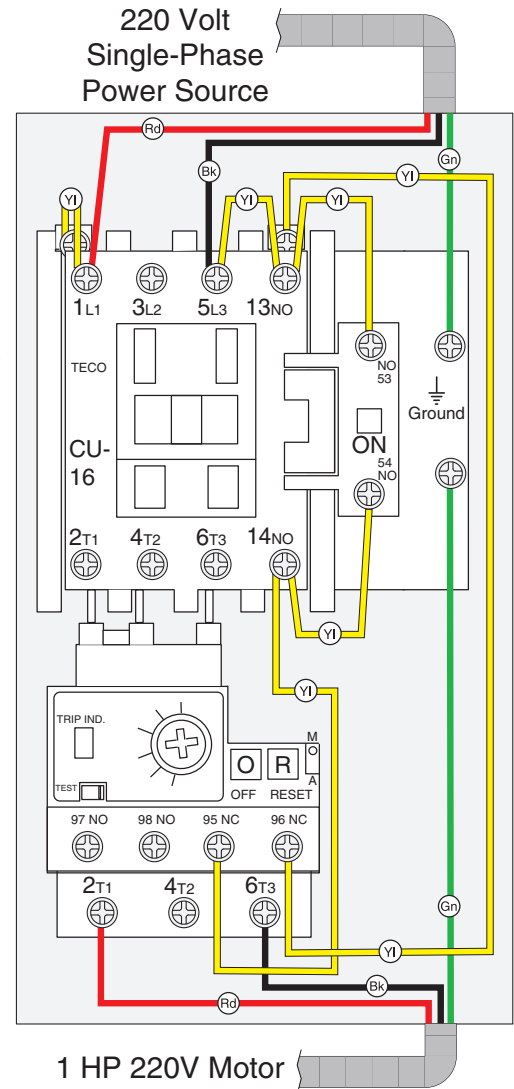 220 Volt
Single-Phase
Power Source
Rd
Gn
Bk
Yl
Yl
Yl
Yl
1L1 3L2 5L3 13NO
TECO
NO
53
Ground
CU-
16
ON
54
NO
2T1 4T2 6T3 14NO
Yl
Yl
TRIP IND.
M
O R
A
TEST
OFF RESET
97 NO 98 NO 95 NC 96 NC
2T1 4T2 6T3
Gn
Yl
Bk
Rd
1 HP 220V Motor